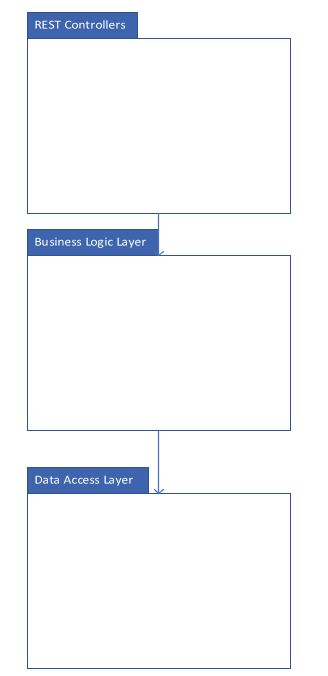 REST Controllers
Business Logic Layer
Data Access Layer